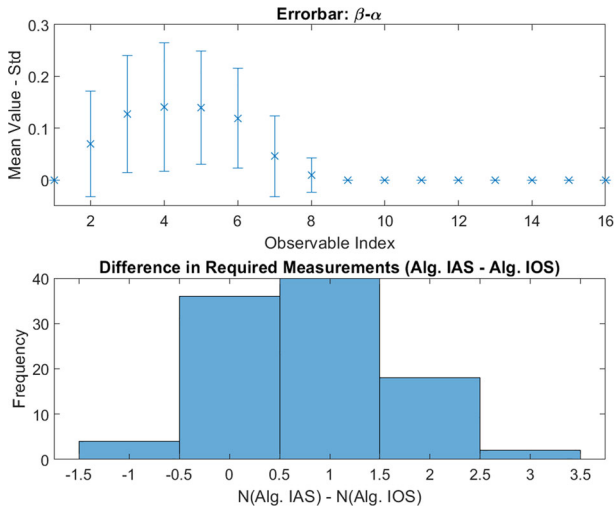 Errorbar: β-α
Mean Value - Std
0.3
0.2
0.1
0
2 4 6 8 10 12 14 16
Observable Index
Difference in Required Measurements (Alg. IAS - Alg. IOS)
Frequency
40
30
20
10
0
-1.5 -1 -0.5 0 0.5 1 1.5 2 2.5 3 3.5
N(Alg. IAS) - N(Alg. IOS)